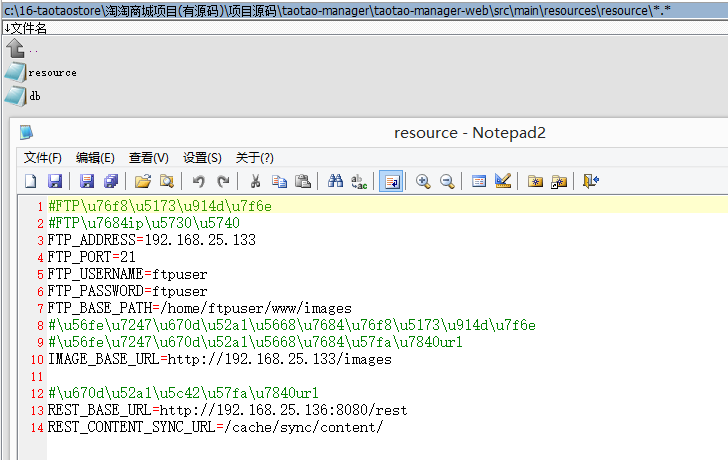 c:\16-taotaostore\淘淘商城项目(有源码)\项目源码\taotao-manager\taotao-manager-web\src\main\resources\resource\*.*
↓文件名
..
resource
db
resource - Notepad2
文件(F) 编辑(E) 查看(V) 设置(S) 关于(?)
1 #FTP\u76f8\u5173\u914d\u7f6e
2 #FTP\u7684ip\u5730\u5740
3 FTP_ADDRESS=192.168.25.133
4 FTP_PORT=21
5 FTP_USERNAME=ftpuser
6 FTP_PASSWORD=ftpuser
7 FTP_BASE_PATH=/home/ftpuser/www/images
8 #\u56fe\u7247\u670d\u52a1\u5668\u7684\u76f8\u5173\u914d\u7f6e
9 #\u56fe\u7247\u670d\u52a1\u5668\u7684\u57fa\u7840url
10 IMAGE_BASE_URL=http://192.168.25.133/images
11
12 #\u670d\u52a1\u5c42\u57fa\u7840url
13 REST_BASE_URL=http://192.168.25.136:8080/rest
14 REST_CONTENT_SYNC_URL=/cache/sync/content/